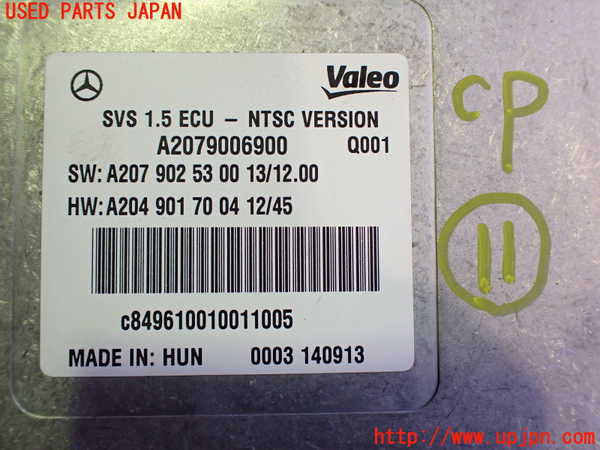 USED PARTS JAPAN
Valeo
SVS 1.5 ECU - NTSC VERSION
A2079006900 Q001
SW: A207 902 53 00 13/12.00
HW: A204 901 70 04 12/45
c849610010011005
MADE IN: HUN 0003 140913
CP
11
http://www.upjpn.com